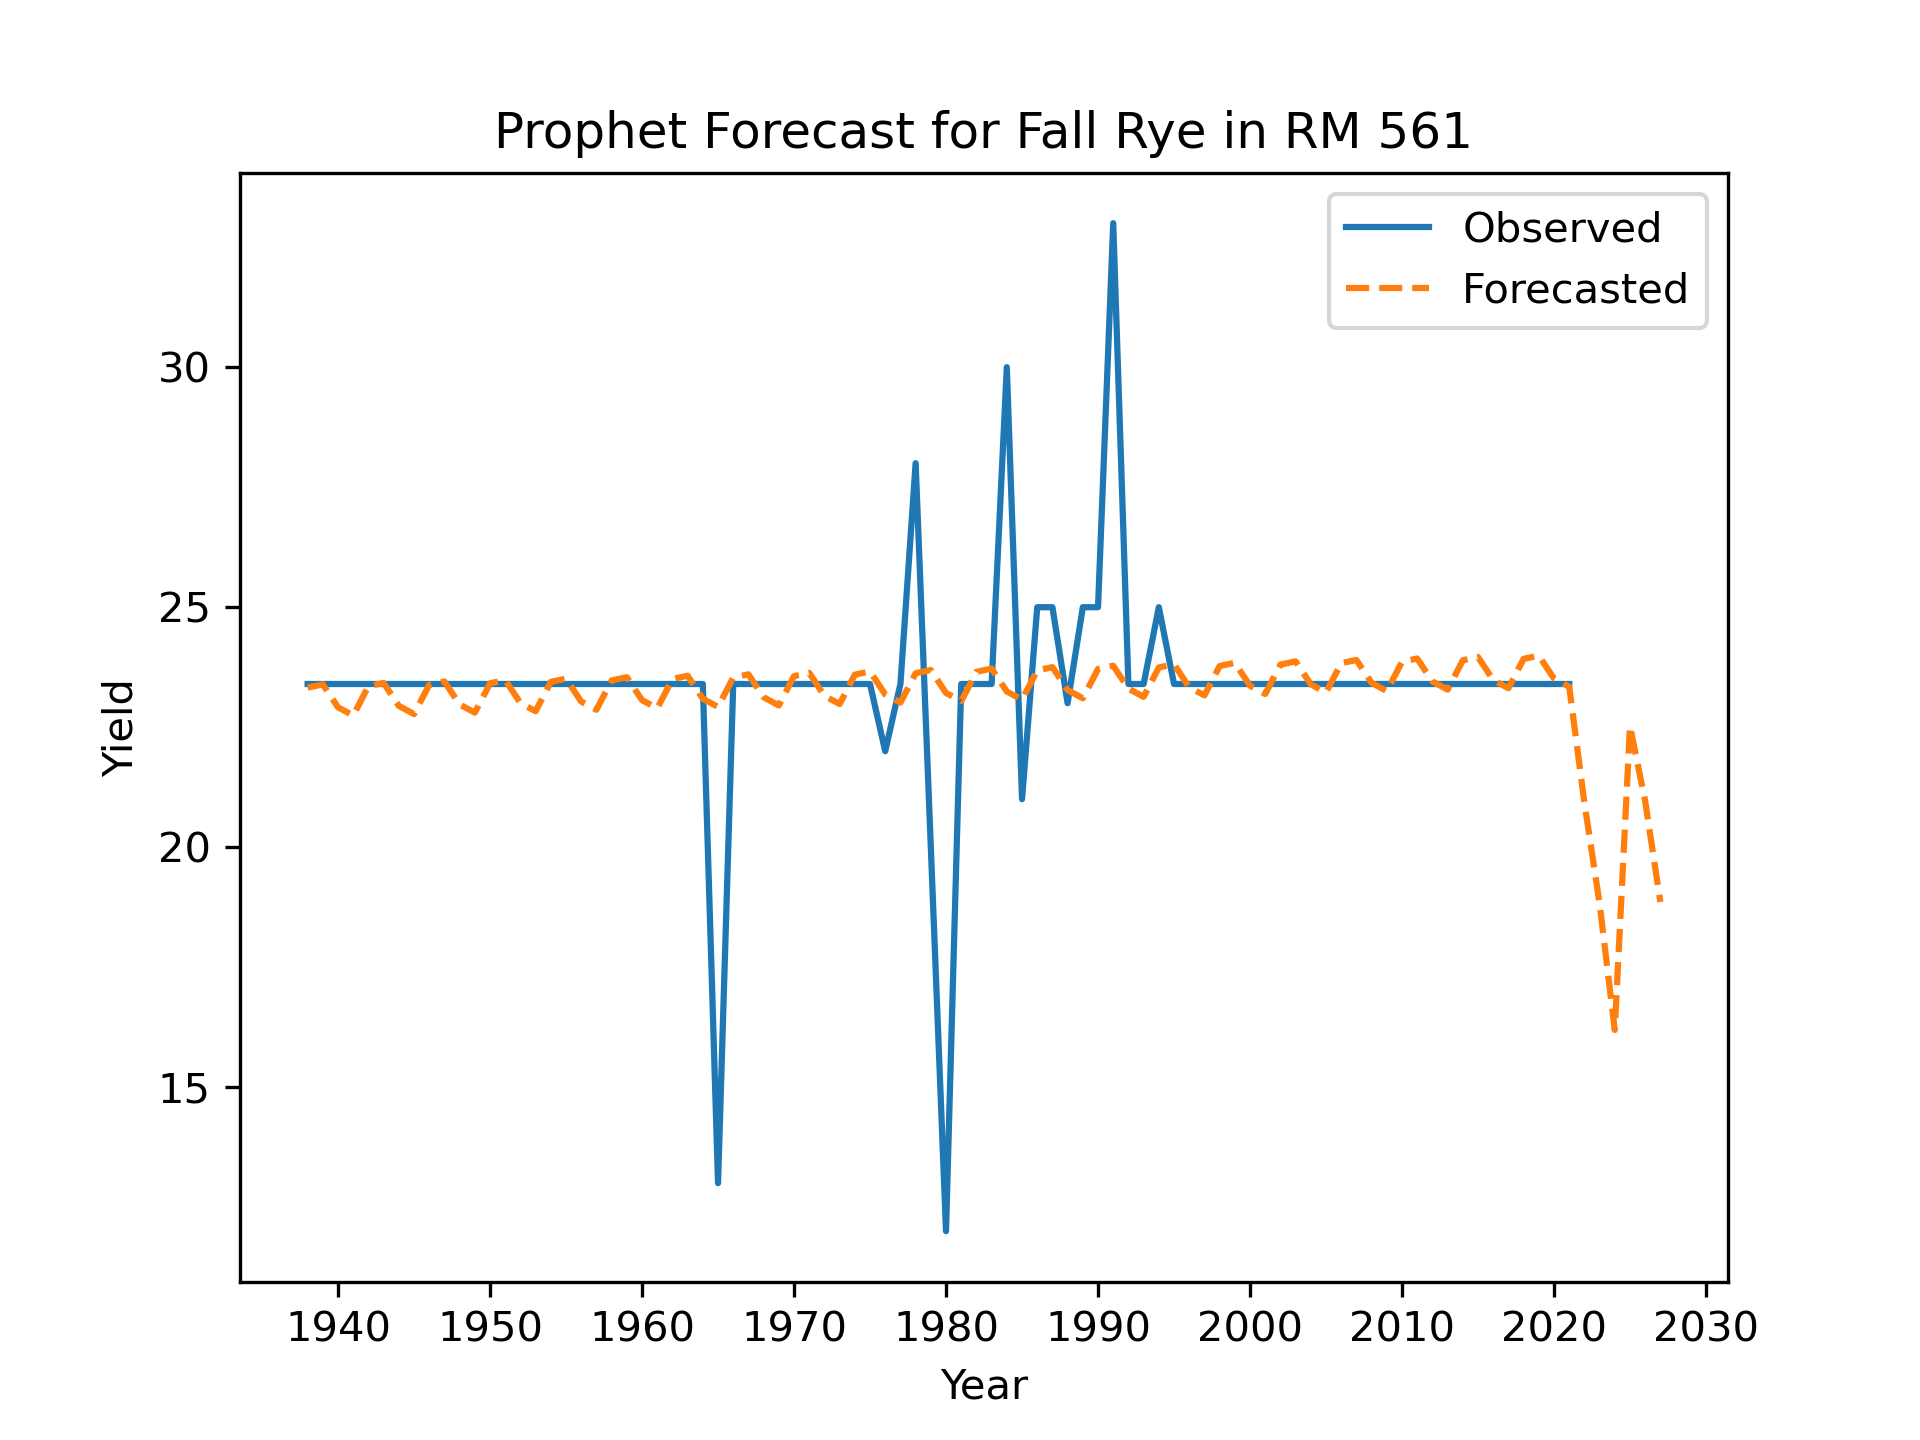 Prophet Forecast for Fall Rye in RM 561
Observed
Forecasted
30
25
20
15
Yield
1940 1950 1960 1970 1980 1990 2000 2010 2020 2030
Year